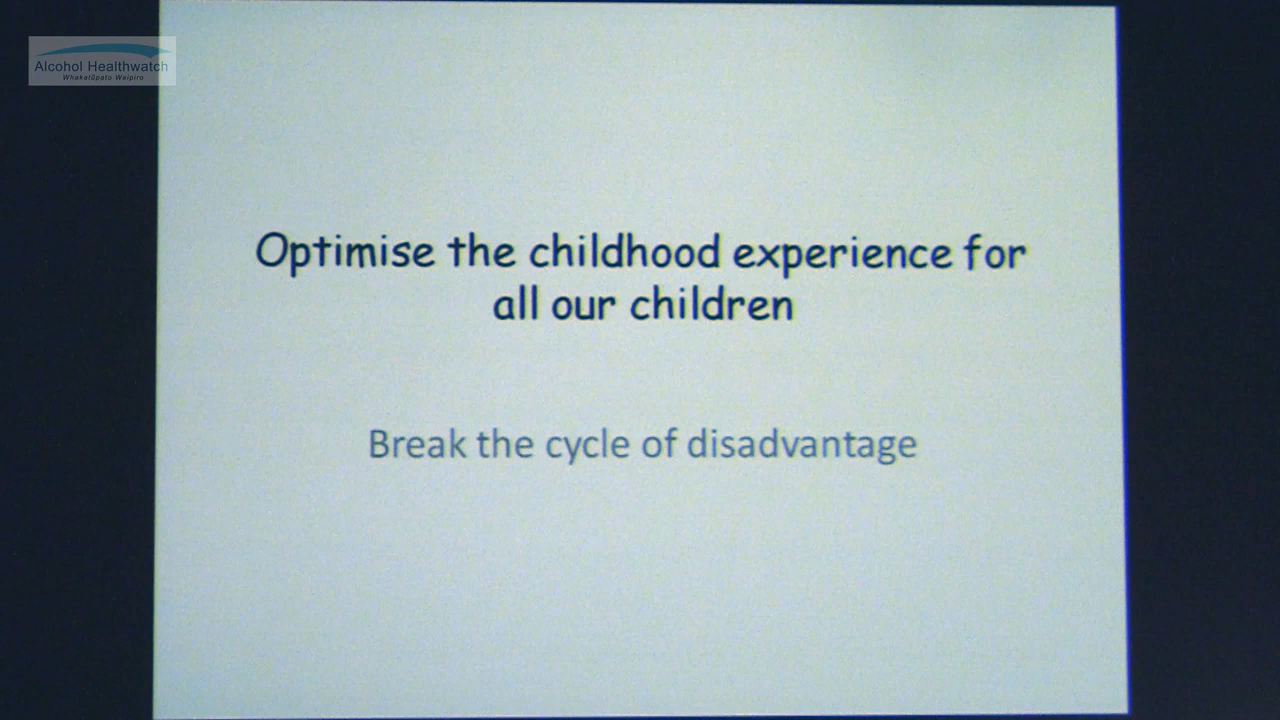 Alcohol Healthwatch
Whakatūpato Waipiro
Optimise the childhood experience for
all our children
Break the cycle of disadvantage